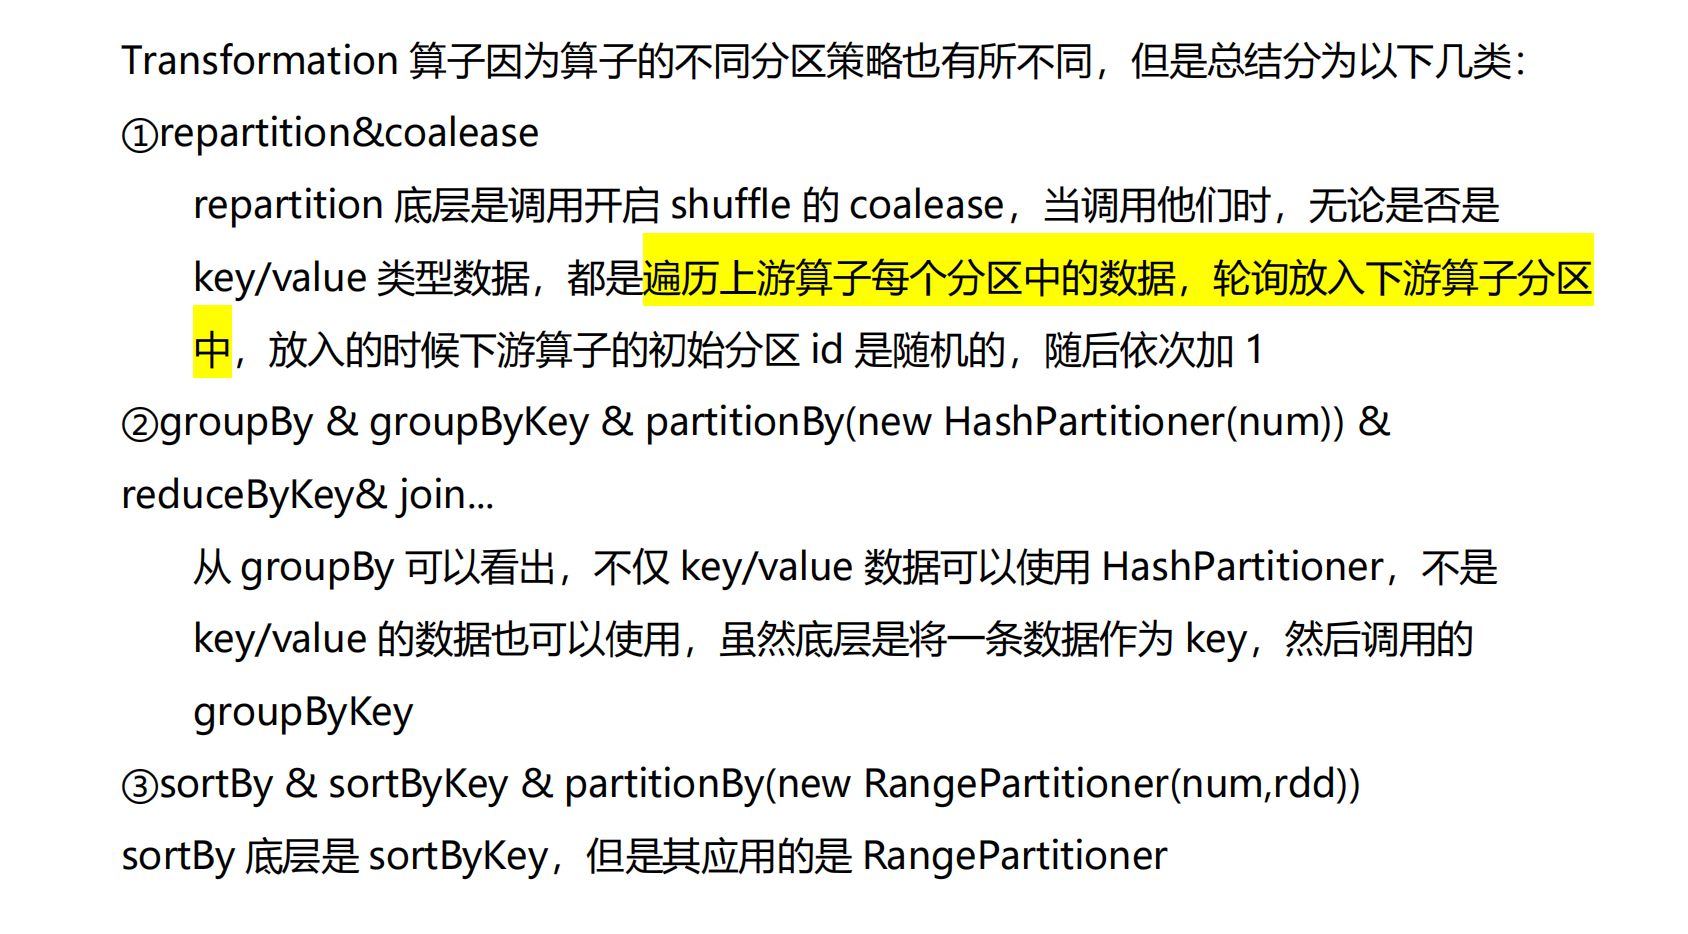 Transformation 算子因为算子的不同分区策略也有所不同，但是总结分为以下几类：
①repartition&coalease
repartition 底层是调用开启 shuffle 的 coalease，当调用他们时，无论是否是
key/value 类型数据，都是遍历上游算子每个分区中的数据，轮询放入下游算子分区
中，放入的时候下游算子的初始分区 id 是随机的，随后依次加 1
②groupBy & groupByKey & partitionBy(new HashPartitioner(num)) &
reduceByKey& join...
从 groupBy 可以看出，不仅 key/value 数据可以使用 HashPartitioner，不是
key/value 的数据也可以使用，虽然底层是将一条数据作为 key，然后调用的
groupByKey
③sortBy & sortByKey & partitionBy(new RangePartitioner(num,rdd))
sortBy 底层是 sortByKey，但是其应用的是 RangePartitioner